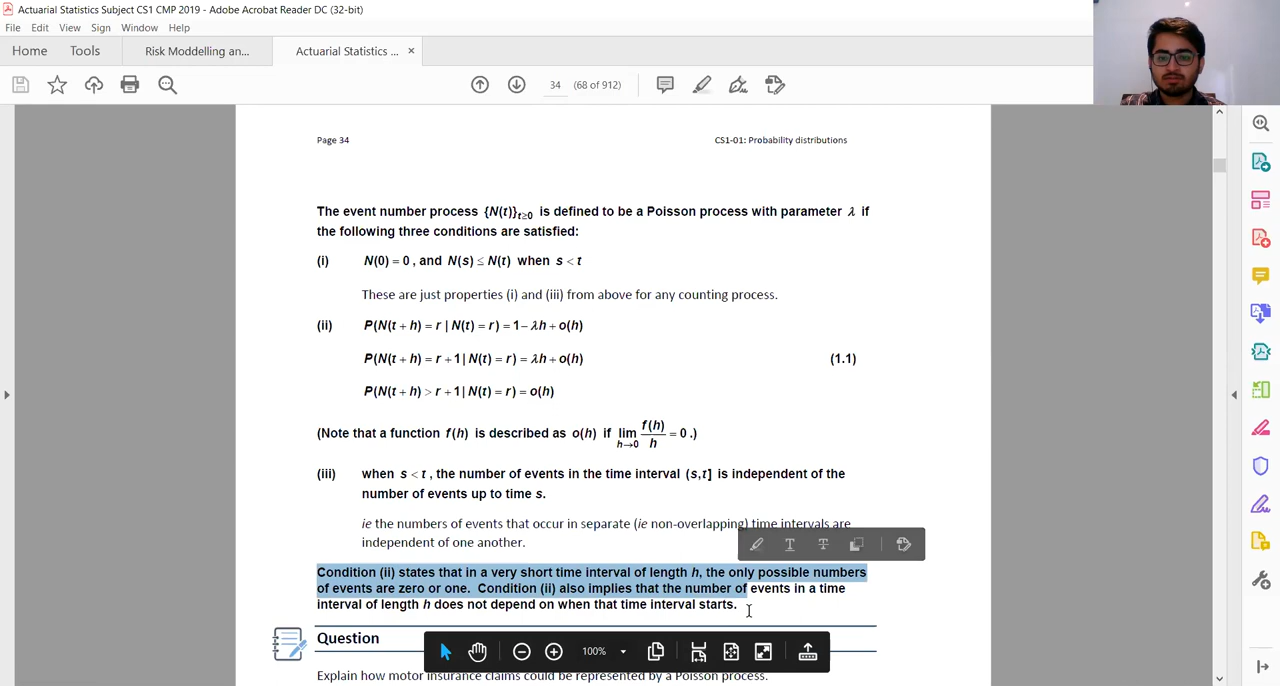 Actuarial Statistics Subject CS1 CMP 2019 - Adobe Acrobat Reader DC (32-bit)
File Edit View Sign Window Help
Home Tools Risk Moddelling an... Actuarial Statistics ... ×
34 (68 of 912)
Page 34 CS1-01: Probability distributions
The event number process {N(t)}t≥0 is defined to be a Poisson process with parameter λ if
the following three conditions are satisfied:
(i) N(0) = 0, and N(s) ≤ N(t) when s < t
These are just properties (i) and (iii) from above for any counting process.
(ii) P(N(t + h) = r | N(t) = r) = 1 − λh + o(h)
P(N(t + h) = r + 1 | N(t) = r) = λh + o(h) (1.1)
P(N(t + h) > r + 1 | N(t) = r) = o(h)
(Note that a function f(h) is described as o(h) if lim h→0 f(h)/h = 0.)
(iii) when s < t, the number of events in the time interval (s,t] is independent of the
number of events up to time s.
ie the numbers of events that occur in separate (ie non-overlapping) time intervals are
independent of one another.
Condition (ii) states that in a very short time interval of length h, the only possible numbers
of events are zero or one. Condition (ii) also implies that the number of events in a time
interval of length h does not depend on when that time interval starts.
Question
100%
Explain how motor insurance claims could be represented by a Poisson process.